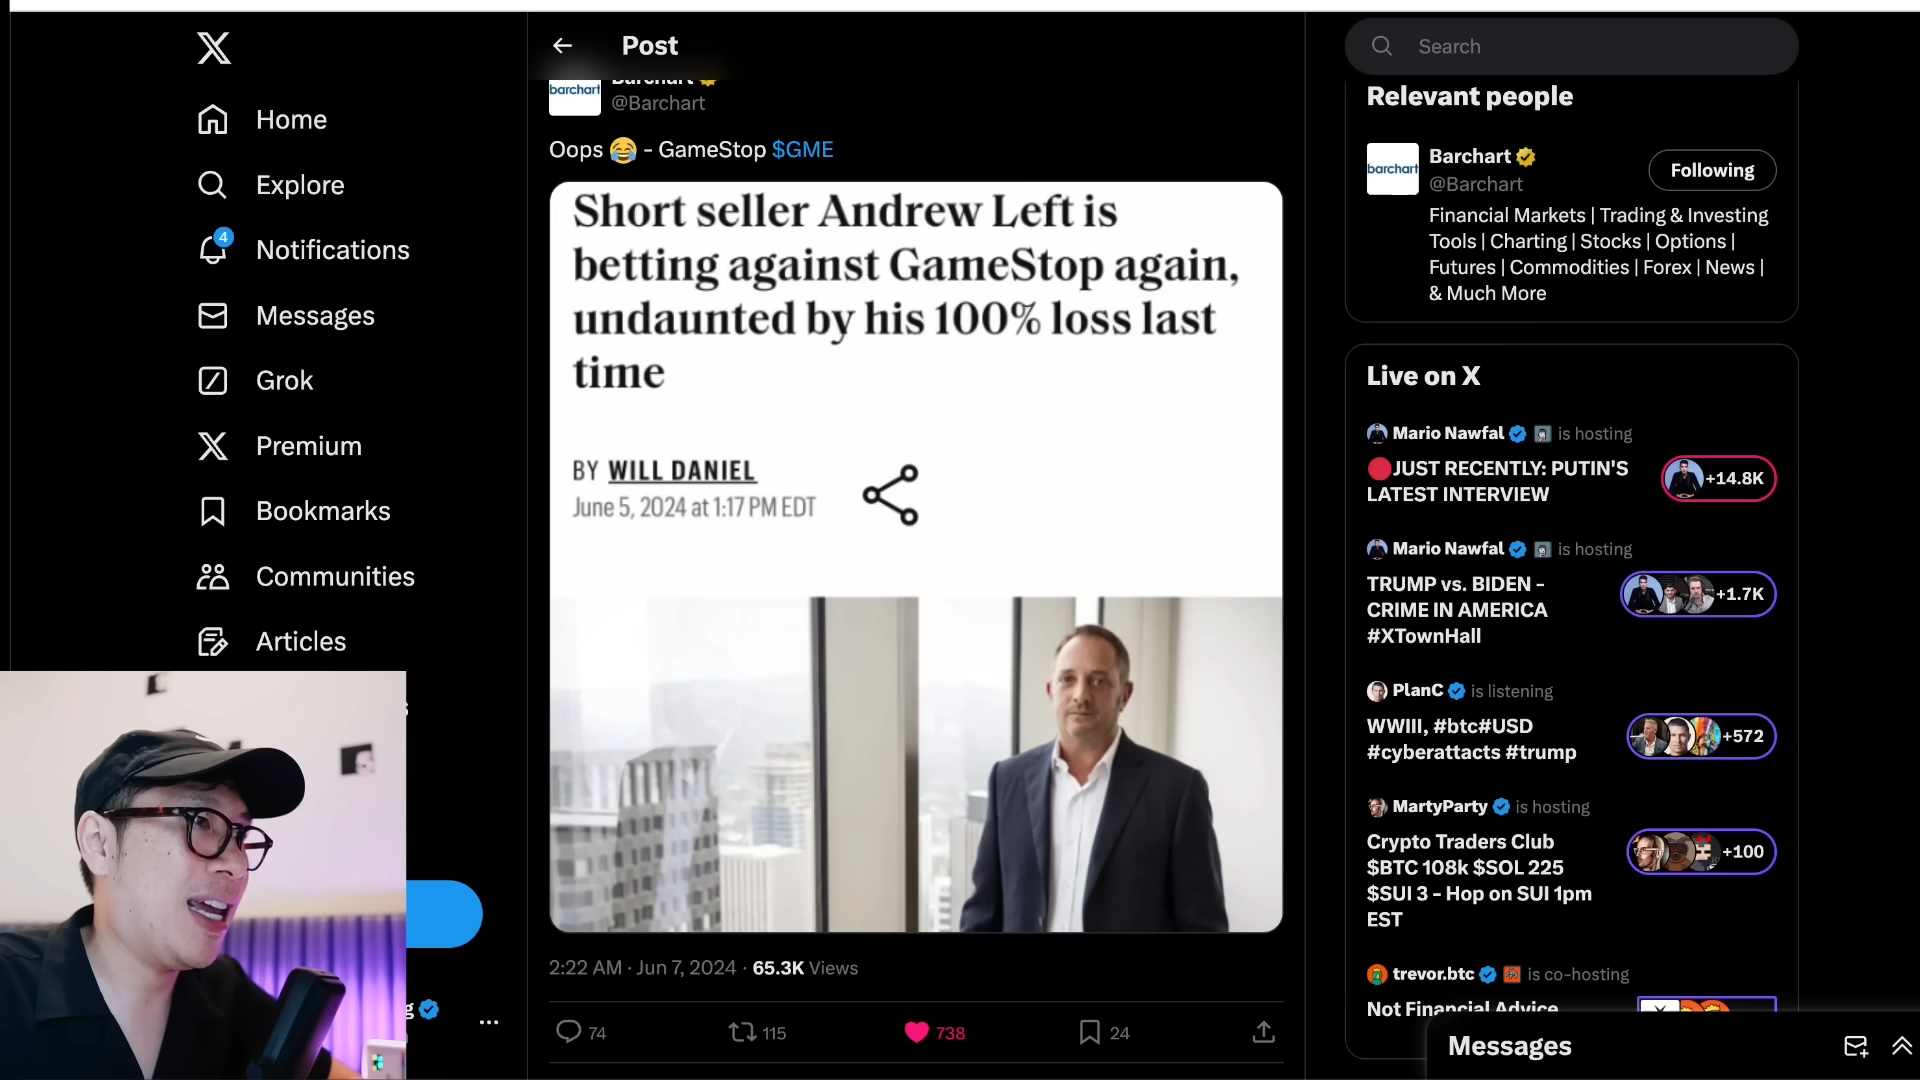 Home
Explore
4
Notifications
Messages
Grok
Premium
Bookmarks
Communities
Articles
Post
barchart
Barchart
@Barchart
Oops 😂 - GameStop $GME
Short seller Andrew Left is
betting against GameStop again,
undaunted by his 100% loss last
time
BY WILL DANIEL
June 5, 2024 at 1:17 PM EDT
2:22 AM · Jun 7, 2024 · 65.3K Views
74
115
738
24
Search
Relevant people
barchart
Barchart
@Barchart
Following
Financial Markets | Trading & Investing
Tools | Charting | Stocks | Options |
Futures | Commodities | Forex | News |
& Much More
Live on X
Mario Nawfal is hosting
🔴JUST RECENTLY: PUTIN'S
LATEST INTERVIEW
+14.8K
Mario Nawfal is hosting
TRUMP vs. BIDEN -
CRIME IN AMERICA
#XTownHall
+1.7K
PlanC is listening
WWIII, #btc#USD
#cyberattacts #trump
+572
MartyParty is hosting
Crypto Traders Club
$BTC 108k $SOL 225
$SUI 3 - Hop on SUI 1pm
EST
+100
trevor.btc is co-hosting
Not Financial Advice
Messages